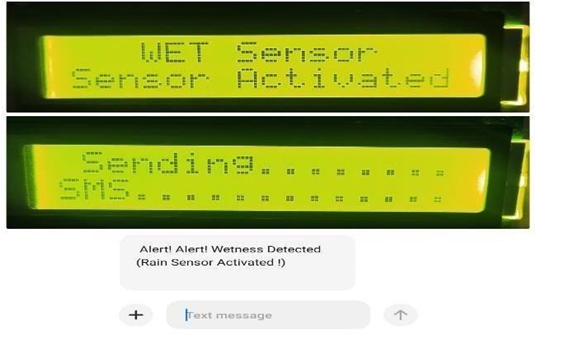 WET Sensor
Sensor Activated
Sending........
SMS.............
Alert! Alert! Wetness Detected
(Rain Sensor Activated !)
Text message